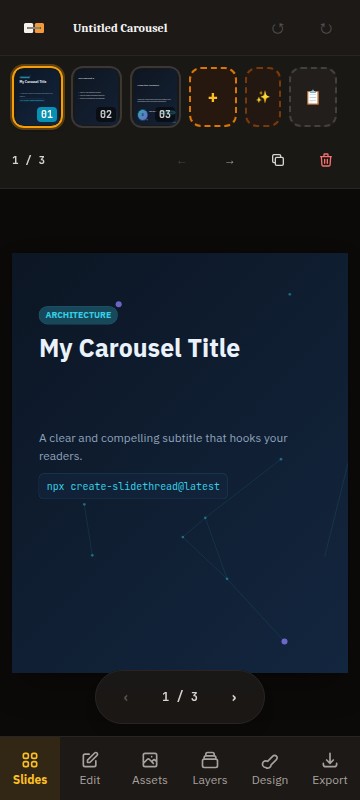 Untitled Carousel
01
02
03
1 / 3
ARCHITECTURE
My Carousel Title
A clear and compelling subtitle that hooks your
readers.
npx create-slidethread@latest
1 / 3
Slides
Edit
Assets
Layers
Design
Export